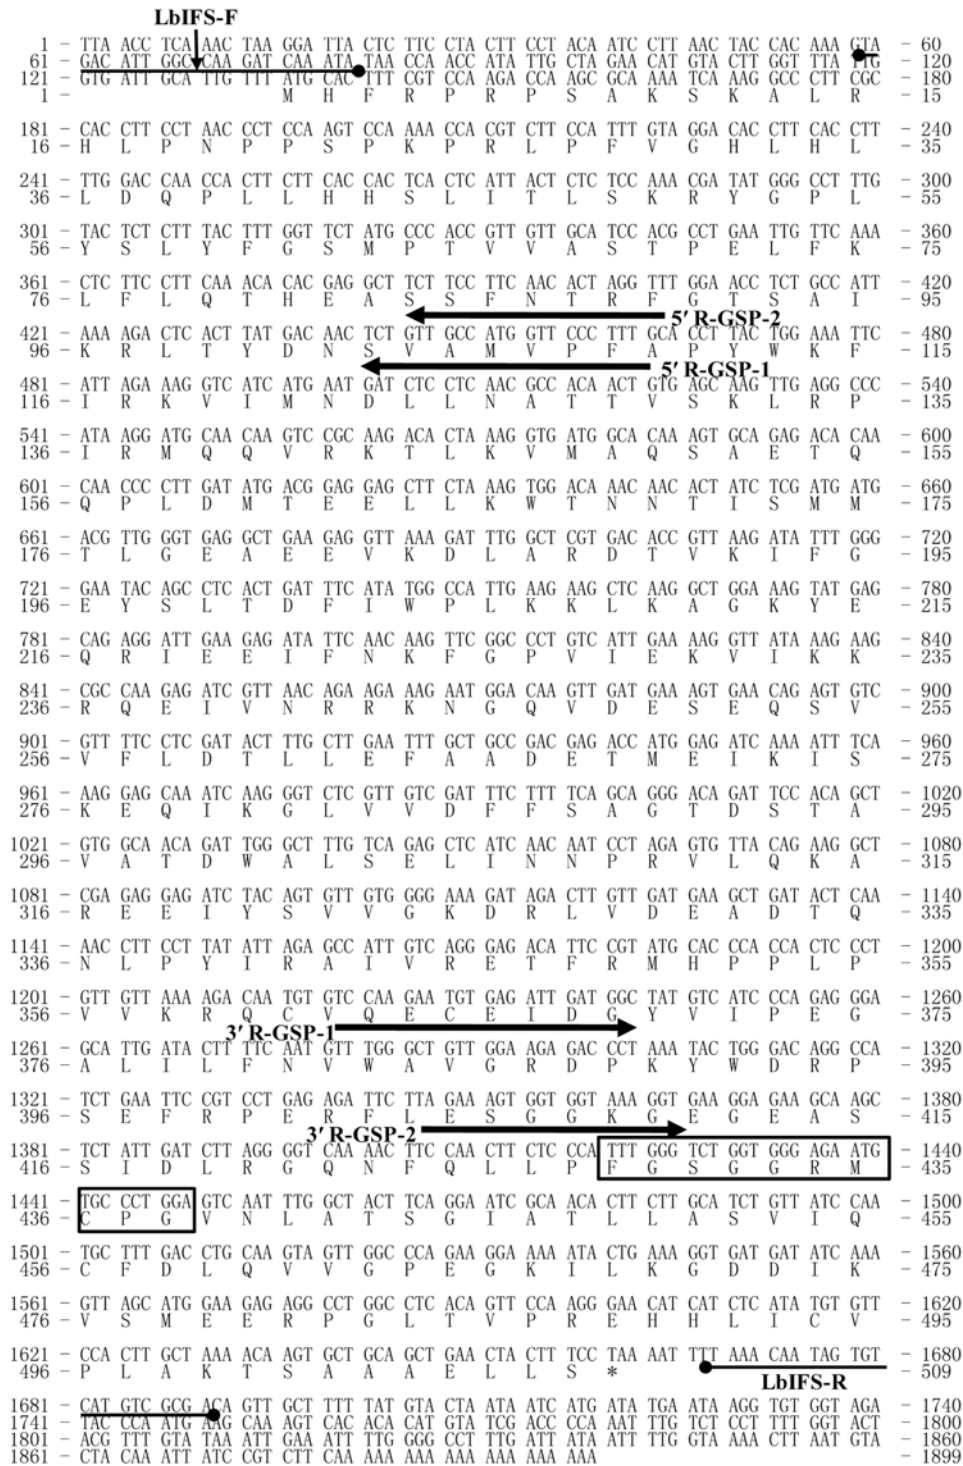 LbIFS-F
1 - TTA ACC TCA AAC TAA GGA TTA CTC TTC CTA CTT CCT ACA ATC CTT AAC TAC CAC AAA GTA - 60
61 - GAC ATT GGC CAA GAT CAA ATA TAA CCA ACC ATA TTG CTA GAA CAT GTA CTT GGT TTA TTG - 120
121 - GTG ATT GCA TTG TTT ATG CAC TTT CGT CCA AGA CCA AGC GCA AAA TCA AAG GCC CTT CGC - 180
1 - M H F R P R P S A K S K A L R - 15
181 - CAC CTT CCT AAC CCT CCA AGT CCA AAA CCA CGT CTT CCA TTT GTA GGA CAC CTT CAC CTT - 240
16 - H L P N P P S P K P R L P F V G H L H L - 35
241 - TTG GAC CAA CCA CTT CTT CAC CAC TCA CTC ATT ACT CTC TCC AAA CGA TAT GGG CCT TTG - 300
36 - L D Q P L L H H S L I T L S K R Y G P L - 55
301 - TAC TCT CTT TAC TTT GGT TCT ATG CCC ACC GTT GTT GCA TCC ACG CCT GAA TTG TTC AAA - 360
56 - Y S L Y F G S M P T V V A S T P E L F K - 75
361 - CTC TTC CTT CAA ACA CAC GAG GCT TCT TCC TTC AAC ACT AGG TTT GGA ACC TCT GCC ATT - 420
76 - L F L Q T H E A S S F N T R F G T S A I - 95
5′ R-GSP-2
421 - AAA AGA CTC ACT TAT GAC AAC TCT GTT GCC ATG GTT CCC TTT GCA CCT TAC TGG AAA TTC - 480
96 - K R L T Y D N S V A M V P F A P Y W K F - 115
5′ R-GSP-1
481 - ATT AGA AAG GTC ATC ATG AAT GAT CTC CTC AAC GCC ACA ACT GTG AGC AAG TTG AGG CCC - 540
116 - I R K V I M N D L L N A T T V S K L R P - 135
541 - ATA AGG ATG CAA CAA GTC CGC AAG ACA CTA AAG GTG ATG GCA CAA AGT GCA GAG ACA CAA - 600
136 - I R M Q Q V R K T L K V M A Q S A E T Q - 155
601 - CAA CCC CTT GAT ATG ACG GAG GAG CTT CTA AAG TGG ACA AAC AAC ACT ATC TCG ATG ATG - 660
156 - Q P L D M T E E L L K W T N N T I S M M - 175
661 - ACG TTG GGT GAG GCT GAA GAG GTT AAA GAT TTG GCT CGT GAC ACC GTT AAG ATA TTT GGG - 720
176 - T L G E A E E V K D L A R D T V K I F G - 195
721 - GAA TAC AGC CTC ACT GAT TTC ATA TGG CCA TTG AAG AAG CTC AAG GCT GGA AAG TAT GAG - 780
196 - E Y S L T D F I W P L K K L K A G K Y E - 215
781 - CAG AGG ATT GAA GAG ATA TTC AAC AAG TTC GGC CCT GTC ATT GAA AAG GTT ATA AAG AAG - 840
216 - Q R I E E I F N K F G P V I E K V I K K - 235
841 - CGC CAA GAG ATC GTT AAC AGA AGA AAG AAT GGA CAA GTT GAT GAA AGT GAA CAG AGT GTC - 900
236 - R Q E I V N R R K N G Q V D E S E Q S V - 255
901 - GTT TTC CTC GAT ACT TTG CTT GAA TTT GCT GCC GAC GAG ACC ATG GAG ATC AAA ATT TCA - 960
256 - V F L D T L L E F A A D E T M E I K I S - 275
961 - AAG GAG CAA ATC AAG GGT CTC GTT GTC GAT TTC TTT TCA GCA GGG ACA GAT TCC ACA GCT - 1020
276 - K E Q I K G L V V D F F S A G T D S T A - 295
1021 - GTG GCA ACA GAT TGG GCT TTG TCA GAG CTC ATC AAC AAT CCT AGA GTG TTA CAG AAG GCT - 1080
296 - V A T D W A L S E L I N N P R V L Q K A - 315
1081 - CGA GAG GAG ATC TAC AGT GTT GTG GGG AAA GAT AGA CTT GTT GAT GAA GCT GAT ACT CAA - 1140
316 - R E E I Y S V V G K D R L V D E A D T Q - 335
1141 - AAC CTT CCT TAT ATT AGA GCC ATT GTC AGG GAG ACA TTC CGT ATG CAC CCA CCA CTC CCT - 1200
336 - N L P Y I R A I V R E T F R M H P P L P - 355
1201 - GTT GTT AAA AGA CAA TGT GTC CAA GAA TGT GAG ATT GAT GGC TAT GTC ATC CCA GAG GGA - 1260
356 - V V K R Q C V Q E C E I D G Y V I P E G - 375
3′ R-GSP-1
1261 - GCA TTG ATA CTT TTC AAT GTT TGG GCT GTT GGA AGA GAC CCT AAA TAC TGG GAC AGG CCA - 1320
376 - A L I L F N V W A V G R D P K Y W D R P - 395
1321 - TCT GAA TTC CGT CCT GAG AGA TTC TTA GAA AGT GGT GGT AAG GGT GAA GGA GAA GCA AGC - 1380
396 - S E F R P E R F L E S G G K G E G E A S - 415
3′ R-GSP-2
1381 - TCT ATT GAT CTT AGG GGT CAA AAC TTC CAA CTT CTC CCA TTT GGG TCT GGT GGG AGA ATG - 1440
416 - S I D L R G Q N F Q L L P F G S G G R M - 435
1441 - TGC CCT GGA GTC AAT TTG GCT ACT TCA GGA ATC GCA ACA CTT CTT GCA TCT GTT ATC CAA - 1500
436 - C P G V N L A T S G I A T L L A S V I Q - 455
1501 - TGC TTT GAC CTG CAA GTA GTT GGC CCA GAA GGA AAA ATA CTG AAA GGT GAT GAT ATC AAA - 1560
456 - C F D L Q V V G P E G K I L K G D D I K - 475
1561 - GTT AGC ATG GAA GAG AGG CCT GGC CTC ACA GTT CCA AGG GAA CAT CAT CTC ATA TGT GTT - 1620
476 - V S M E E R P G L T V P R E H H L I C V - 495
1621 - CCA CTT GCT AAA ACA AGT GCT GCA GCT GAA CTA CTT TCC TAA AAT TTT AAA CAA TAG TGT - 1680
496 - P L A K T S A A A E L L S * - 509
LbIFS-R
1681 - CAT GTC GCG ACA GTT GCT TTT TAT GTA CTA ATA ATC ATG ATA TGA ATA AGG TGT GGT AGA - 1740
1741 - TAC CCA ATG AAG CAA AGT CAC ACA CAT GTA TCG ACC CAA ATT TGT CTC CTT TTG GGT ACT - 1800
1801 - ACG TTT GTA TAA ATT GAA ATT TTG GGG CCT TTG ATT ATA ATT TTG GTA AAA CTT AAT GTA - 1860
1861 - CTA CAA ATT ATC CGT CTT CAA AAA AAA AAA AAA AAA AAA - 1899